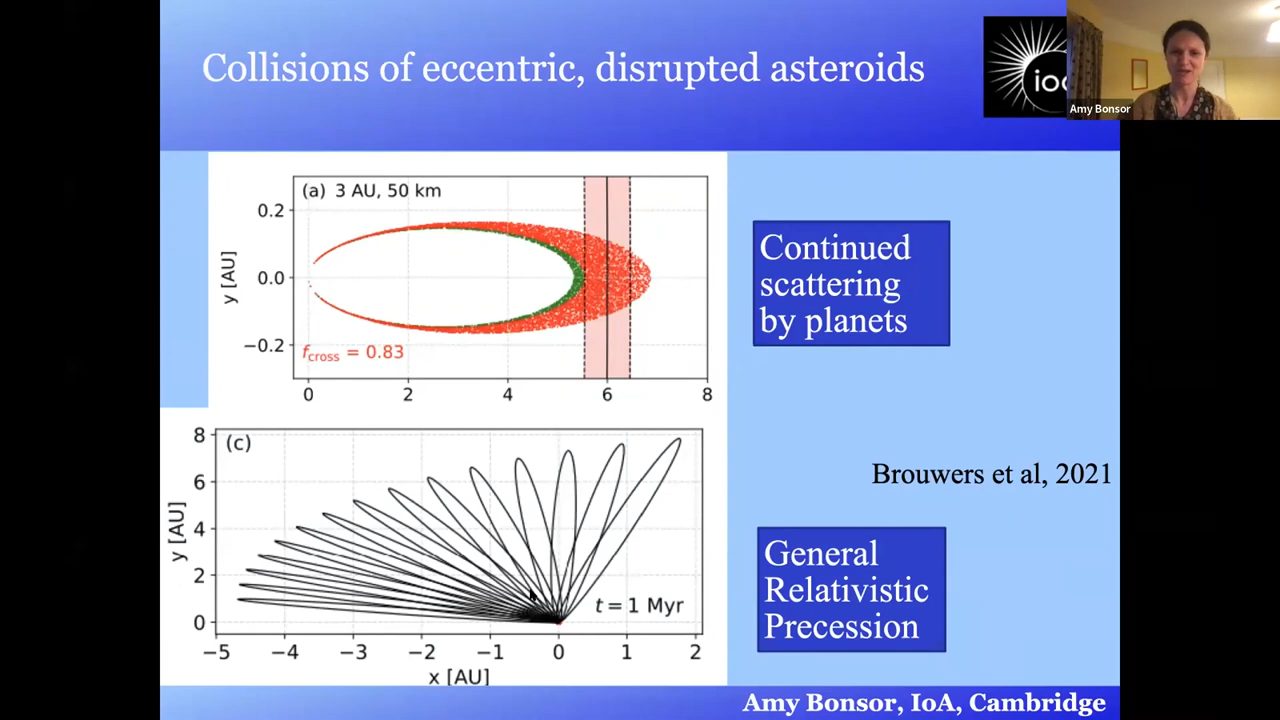 Collisions of eccentric, disrupted asteroids
Amy Bonsor
(a) 3 AU, 50 km
0.2
0.0
−0.2
y [AU]
f_cross = 0.83
0 2 4 6 8
Continued
scattering
by planets
(c)
8
6
4
2
0
y [AU]
t = 1 Myr
−5 −4 −3 −2 −1 0 1 2
x [AU]
Brouwers et al, 2021
General
Relativistic
Precession
Amy Bonsor, IoA, Cambridge